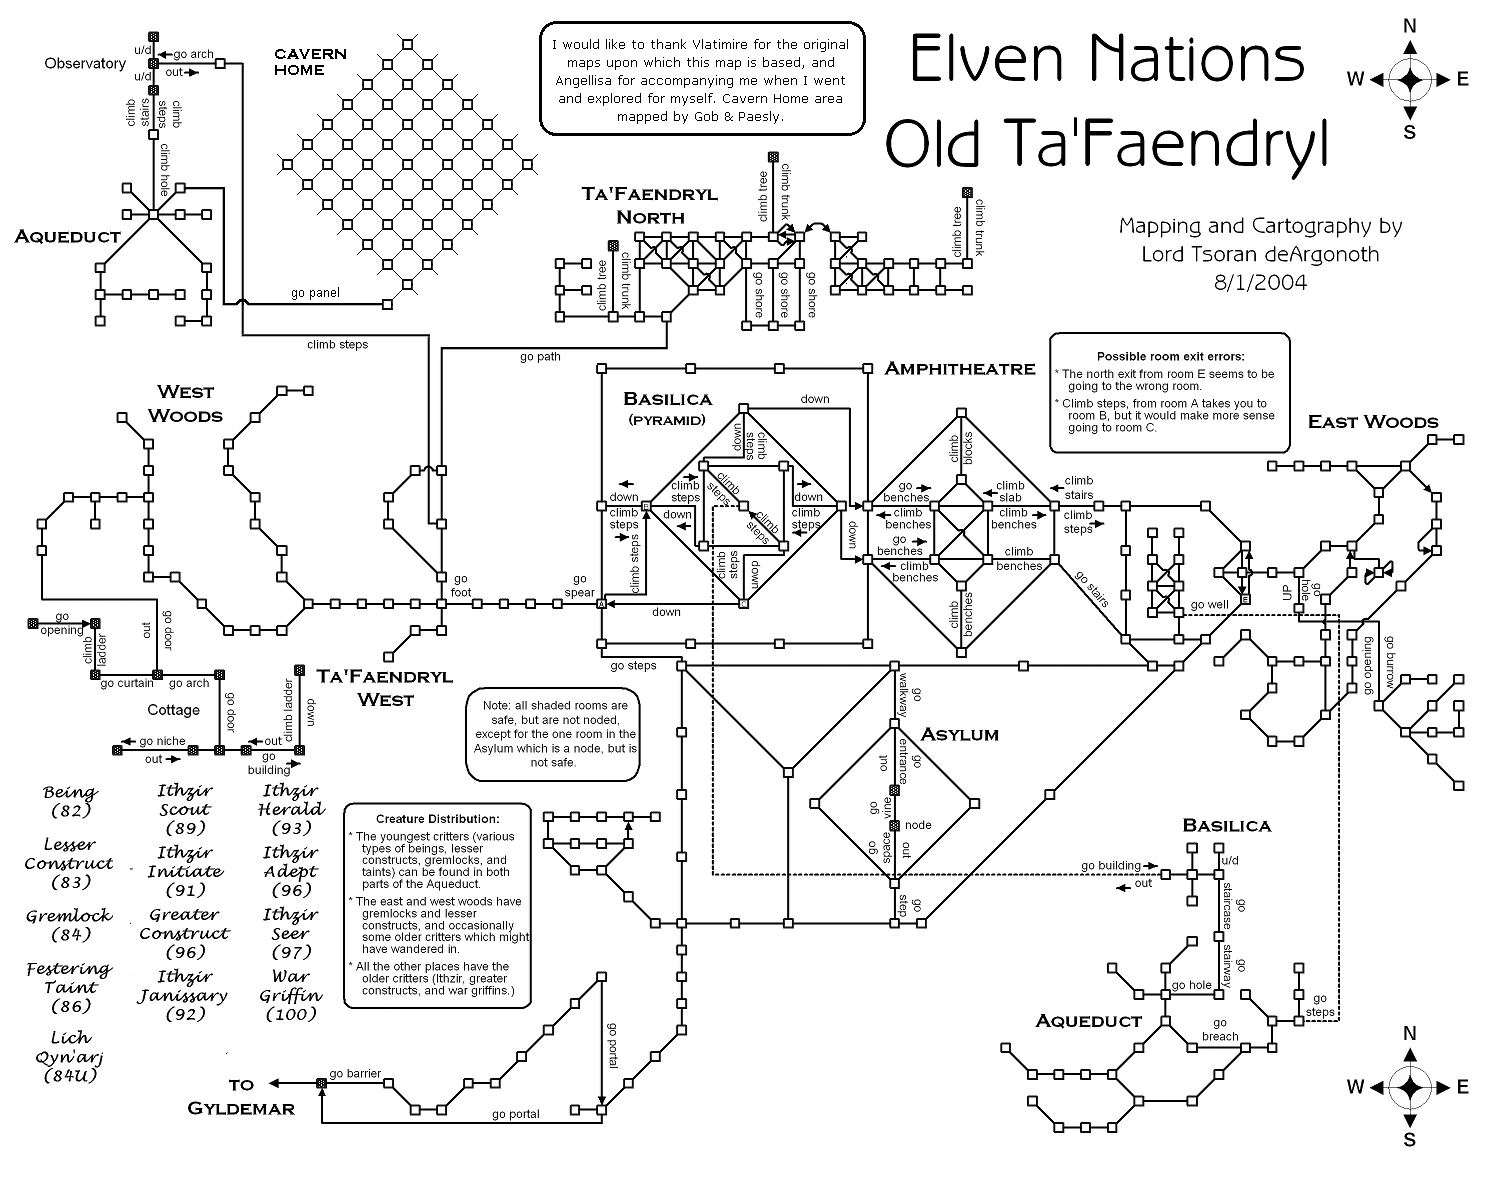 Elven Nations
Old Ta'Faendryl
Mapping and Cartography by
Lord Tsoran deArgonoth
8/1/2004
N
W
E
S
I would like to thank Vlatimire for the original
maps upon which this map is based, and
Angellisa for accompanying me when I went
and explored for myself. Cavern Home area
mapped by Gob & Paesly.
Observatory
u/d
go arch
out
u/d
climb
stairs
climb
steps
climb hole
AQUEDUCT
CAVERN
HOME
go panel
climb steps
TA'FAENDRYL
NORTH
climb tree
climb trunk
climb tree
climb trunk
climb tree
climb trunk
go shore
go shore
go shore
go path
WEST
WOODS
go
foot
go
spear
go
opening
climb
ladder
out
go door
go curtain
go arch
Cottage
go door
go niche
out
out
go
building
climb ladder
down
TA'FAENDRYL
WEST
BASILICA
(PYRAMID)
down
down
climb
steps
down
climb
steps
climb
steps
down
climb
steps
down
climb
steps
climb
steps
climb
steps
down
climb steps
down
down
A
B
C
go steps
AMPHITHEATRE
climb
blocks
go
benches
climb
benches
go
benches
climb
benches
climb
slab
climb
benches
climb
benches
climb
benches
climb
stairs
climb
steps
go stairs
Possible room exit errors:
* The north exit from room E seems to be
going to the wrong room.
* Climb steps, from room A takes you to
room B, but it would make more sense
going to room C.
EAST WOODS
go well
E
UP
go
hole
go opening
go burrow
Note: all shaded rooms are
safe, but are not noded,
except for the one room in the
Asylum which is a node, but is
not safe.
ASYLUM
go
walkway
go
entrance
out
go
vine
node
go
space
out
go
step
Being
(82)
Lesser
Construct
(83)
Gremlock
(84)
Festering
Taint
(86)
Lich
Qyn'arj
(84U)
Ithzir
Scout
(89)
Ithzir
Initiate
(91)
Greater
Construct
(96)
Ithzir
Janissary
(92)
Ithzir
Herald
(93)
Ithzir
Adept
(96)
Ithzir
Seer
(97)
War
Griffin
(100)
Creature Distribution:
* The youngest critters (various
types of beings, lesser
constructs, gremlocks, and
taints) can be found in both
parts of the Aqueduct.
* The east and west woods have
gremlocks and lesser
constructs, and occasionally
some older critters which might
have wandered in.
* All the other places have the
older critters (Ithzir, greater
constructs, and war griffins.)
go portal
go barrier
go portal
TO
GYLDEMAR
BASILICA
go building
out
u/d
go
staircase
go
stairway
go hole
AQUEDUCT
go
breach
go
steps
N
W
E
S